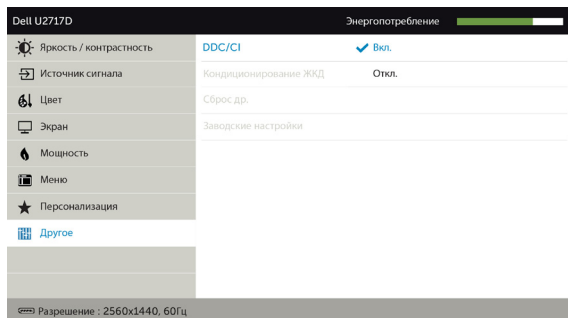 Dell U2717D Энергопотребление
Яркость / контрастность DDC/CI Вкл.
Источник сигнала Кондиционирование ЖКД Откл.
Цвет Сброс др.
Экран Заводские настройки
Мощность
Меню
Персонализация
Другое
Разрешение : 2560x1440, 60Гц